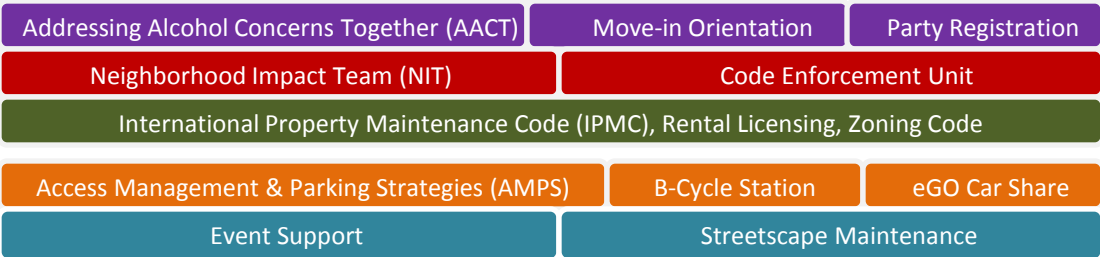 Addressing Alcohol Concerns Together (AACT) Move-in Orientation Party Registration
Neighborhood Impact Team (NIT) Code Enforcement Unit
International Property Maintenance Code (IPMC), Rental Licensing, Zoning Code
Access Management & Parking Strategies (AMPS) B-Cycle Station eGO Car Share
Event Support Streetscape Maintenance